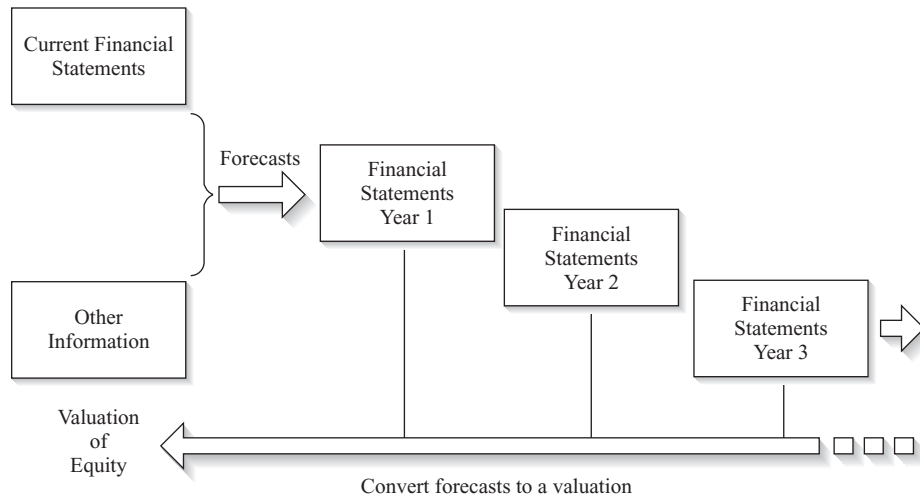 Current Financial
Statements
Forecasts
Financial
Statements
Year 1
Financial
Statements
Year 2
Financial
Statements
Year 3
Other
Information
Valuation
of
Equity
Convert forecasts to a valuation